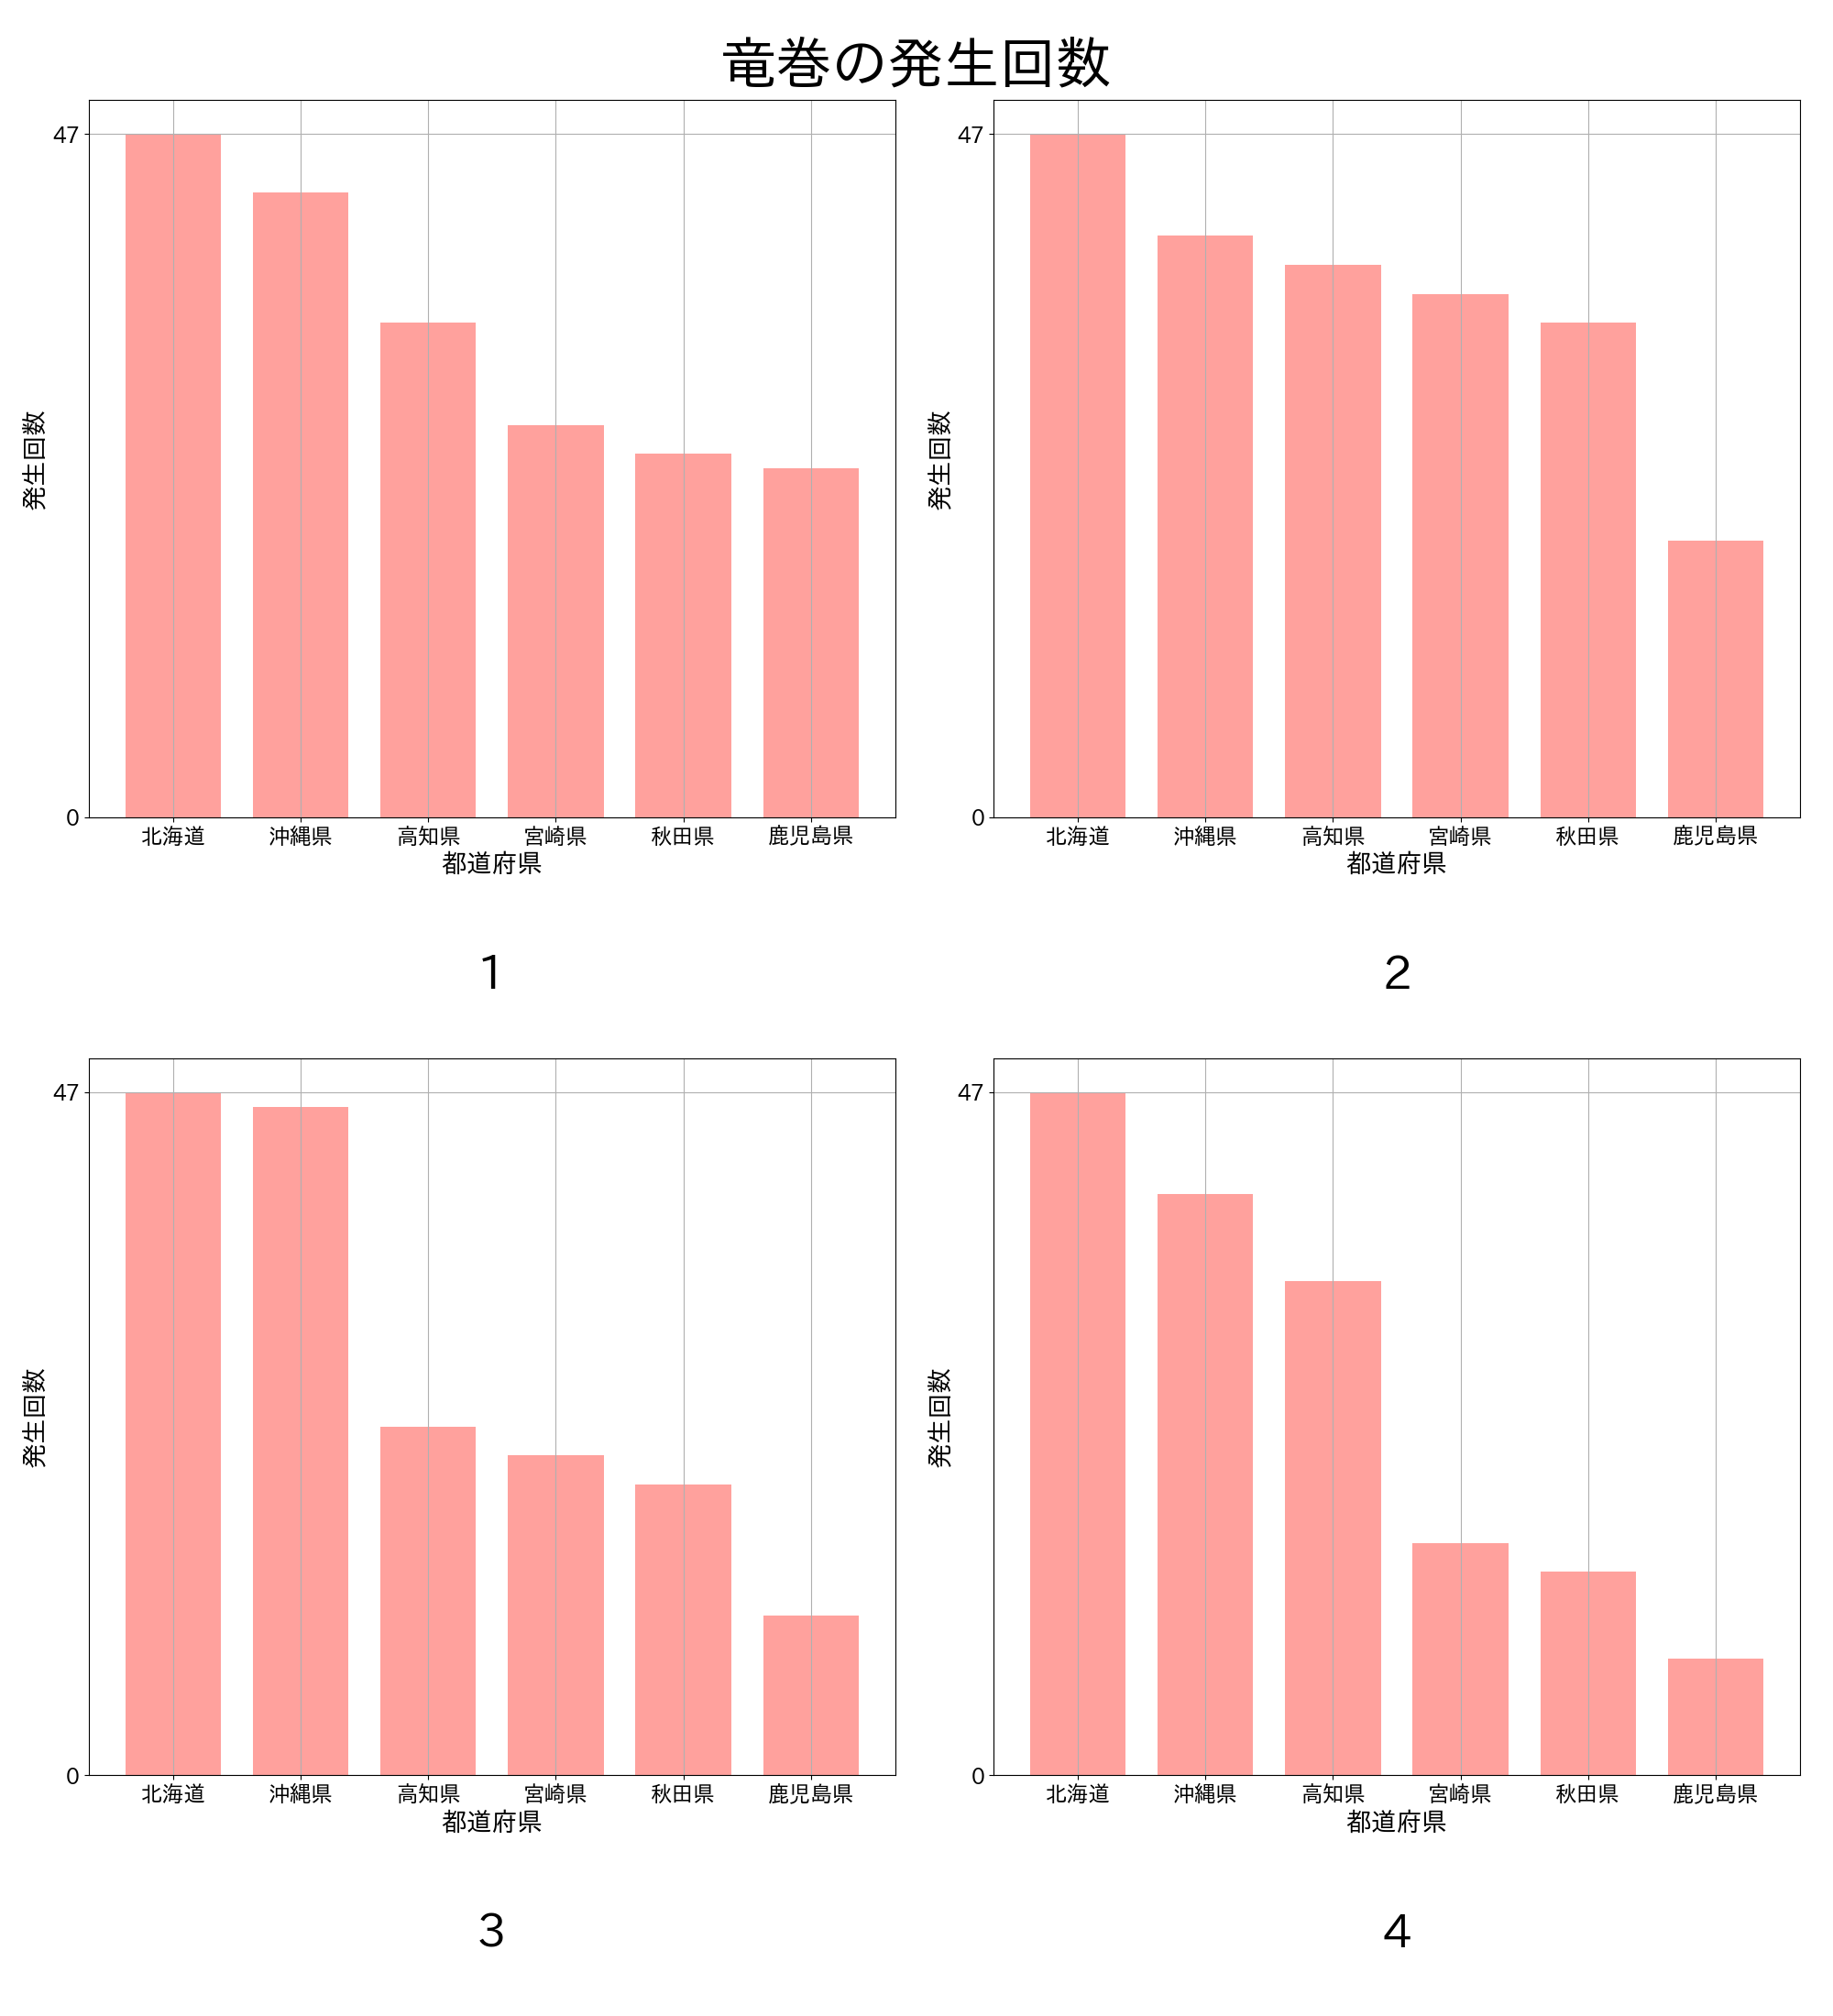 竜巻の発生回数
47
0
発生回数
北海道 沖縄県 高知県 宮崎県 秋田県 鹿児島県
都道府県
1
47
0
発生回数
北海道 沖縄県 高知県 宮崎県 秋田県 鹿児島県
都道府県
2
47
0
発生回数
北海道 沖縄県 高知県 宮崎県 秋田県 鹿児島県
都道府県
3
47
0
発生回数
北海道 沖縄県 高知県 宮崎県 秋田県 鹿児島県
都道府県
4